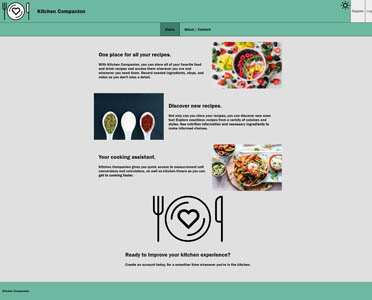 Kitchen Companion
Register
Log
Home
About / Contact
One place for all your recipes.
With Kitchen Companion, you can store all of your favorite food
and drink recipes and access them wherever you are and
whenever you need them. Record needed ingredients, steps, and
notes so you don't miss a detail.
Discover new recipes.
Not only can you store your recipes, you can discover new ones
too! Explore countless recipes from a variety of cuisines and
styles. See nutrition information and necessary ingredients to
make informed choices.
Your cooking assistant.
Kitchen Companion gives you quick access to measurement unit
conversions and calculators, as well as kitchen timers so you can
get to cooking faster.
Ready to improve your kitchen experience?
Create an account today, for a smoother time whenever you're in the kitchen.
Kitchen Companion